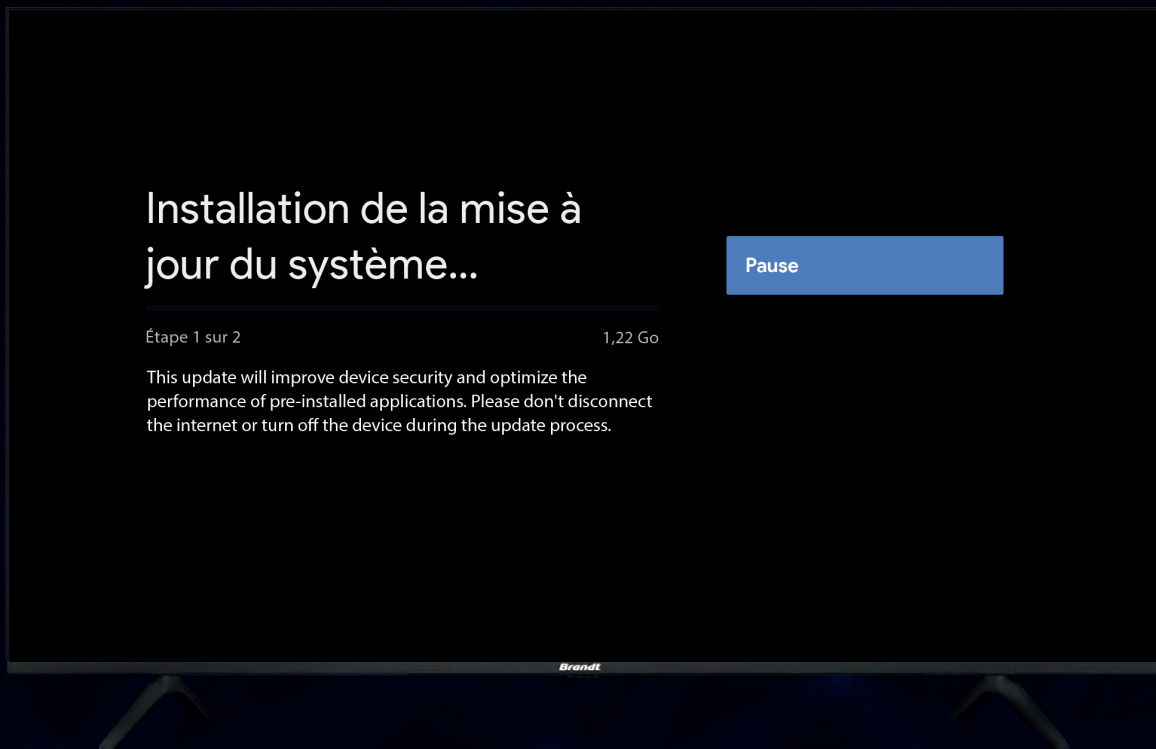 Installation de la mise à
jour du système...
Pause
Étape 1 sur 2
1,22 Go
This update will improve device security and optimize the
performance of pre-installed applications. Please don't disconnect
the internet or turn off the device during the update process.
Brandt